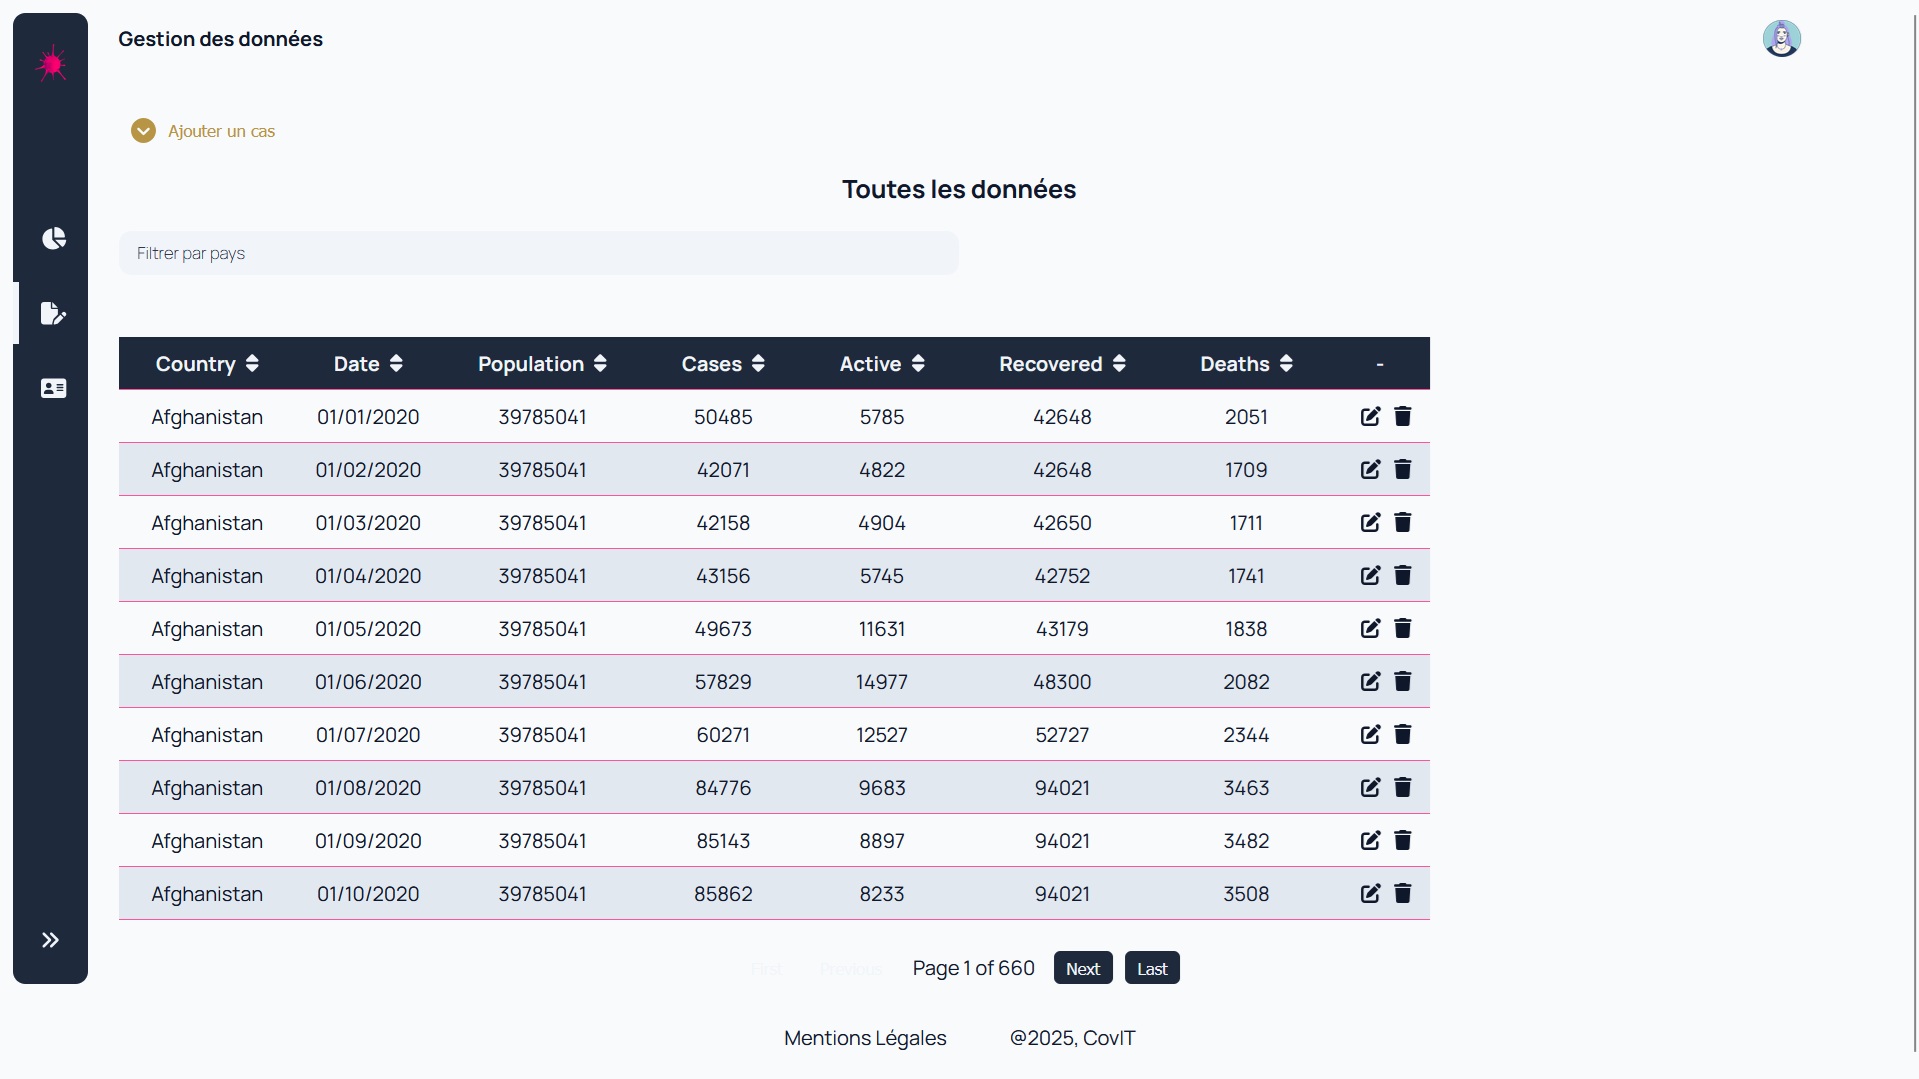 Gestion des données
Ajouter un cas
Toutes les données
Filtrer par pays
Country Date Population Cases Active Recovered Deaths -
Afghanistan 01/01/2020 39785041 50485 5785 42648 2051
Afghanistan 01/02/2020 39785041 42071 4822 42648 1709
Afghanistan 01/03/2020 39785041 42158 4904 42650 1711
Afghanistan 01/04/2020 39785041 43156 5745 42752 1741
Afghanistan 01/05/2020 39785041 49673 11631 43179 1838
Afghanistan 01/06/2020 39785041 57829 14977 48300 2082
Afghanistan 01/07/2020 39785041 60271 12527 52727 2344
Afghanistan 01/08/2020 39785041 84776 9683 94021 3463
Afghanistan 01/09/2020 39785041 85143 8897 94021 3482
Afghanistan 01/10/2020 39785041 85862 8233 94021 3508
First Previous Page 1 of 660 Next Last
Mentions Légales @2025, CovIT